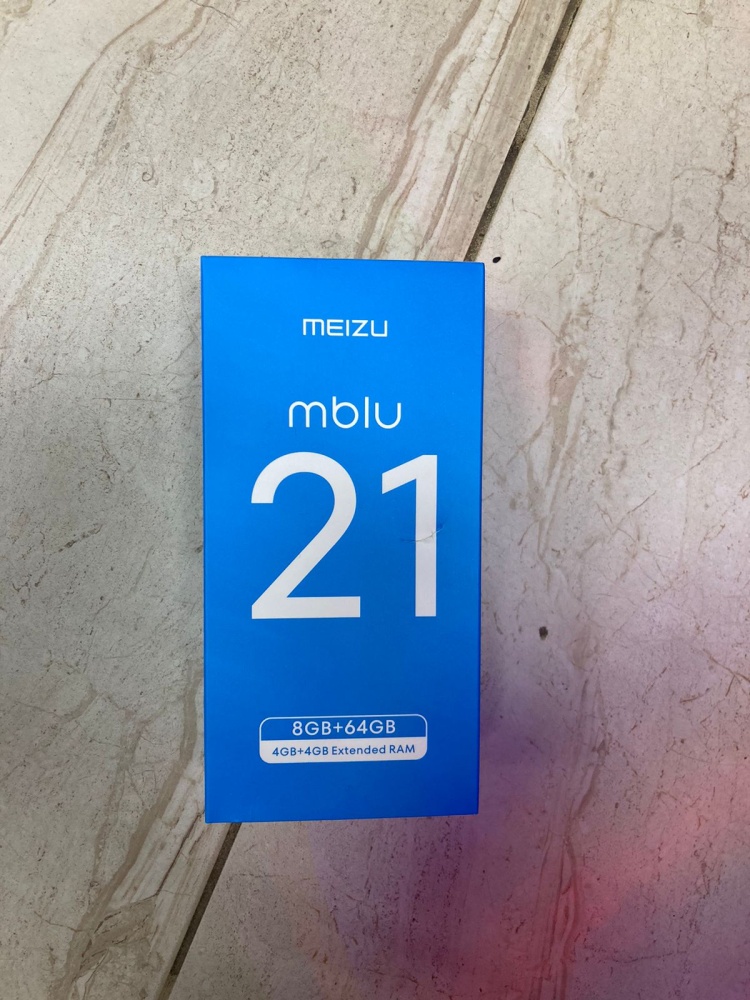 MEIZU
mblu
21
8GB+64GB
4GB+4GB Extended RAM